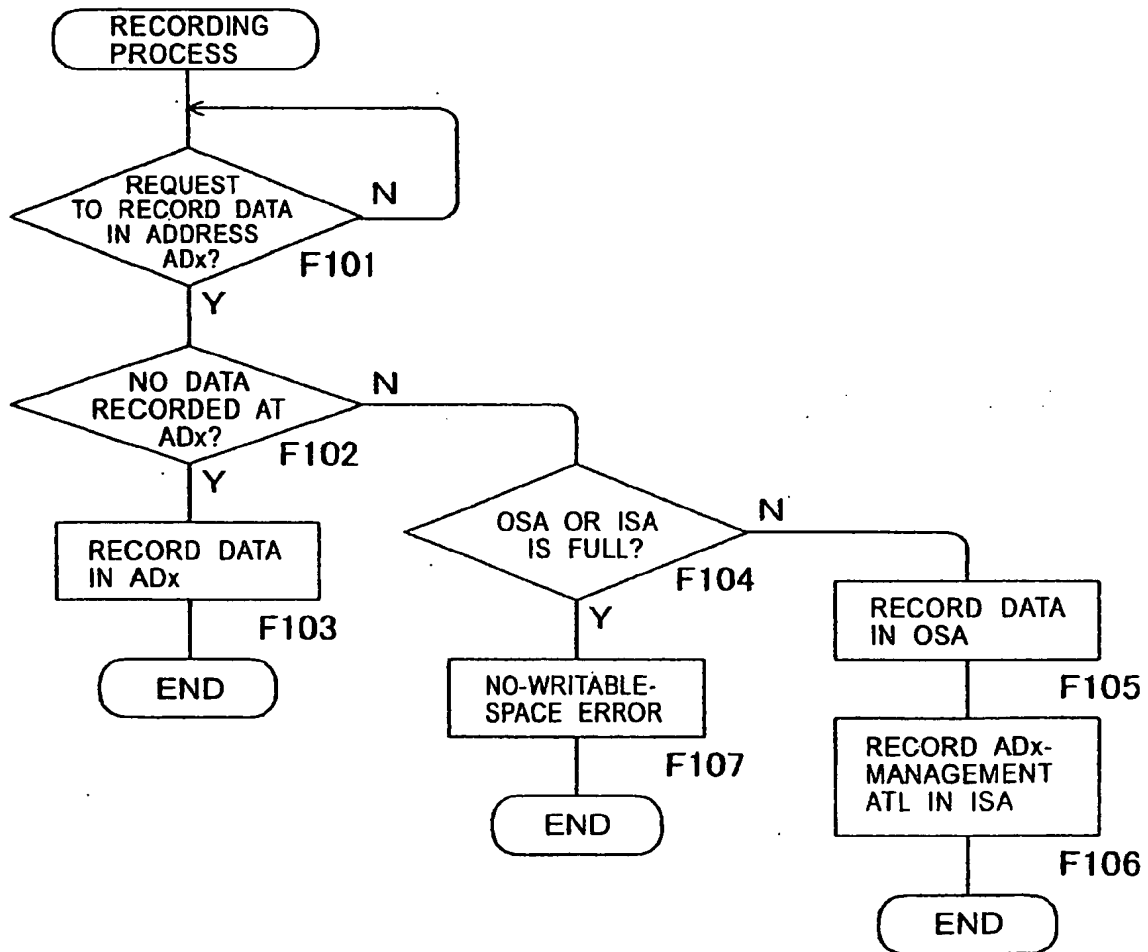 RECORDING
PROCESS
REQUEST
TO RECORD DATA
IN ADDRESS
ADx?
N
F101
Y
NO DATA
RECORDED AT
ADx?
N
F102
Y
RECORD DATA
IN ADx
F103
END
OSA OR ISA
IS FULL?
N
F104
Y
NO-WRITABLE-
SPACE ERROR
F107
END
RECORD DATA
IN OSA
F105
RECORD ADx-
MANAGEMENT
ATL IN ISA
F106
END